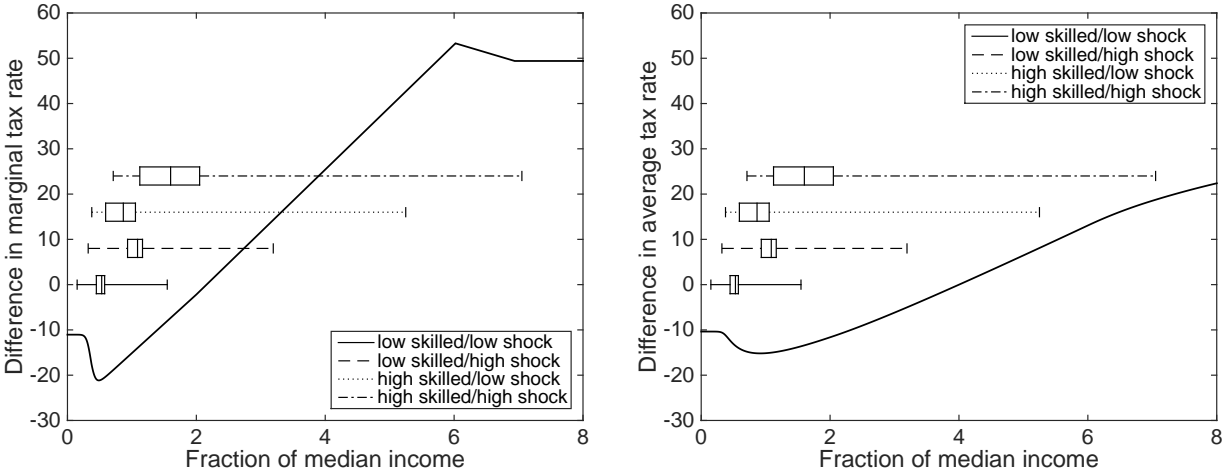 60
50
40
30
20
10
0
-10
-20
-30
Difference in marginal tax rate
low skilled/low shock
low skilled/high shock
high skilled/low shock
high skilled/high shock
0 2 4 6 8
Fraction of median income
60
50
40
30
20
10
0
-10
-20
-30
Difference in average tax rate
low skilled/low shock
low skilled/high shock
high skilled/low shock
high skilled/high shock
0 2 4 6 8
Fraction of median income